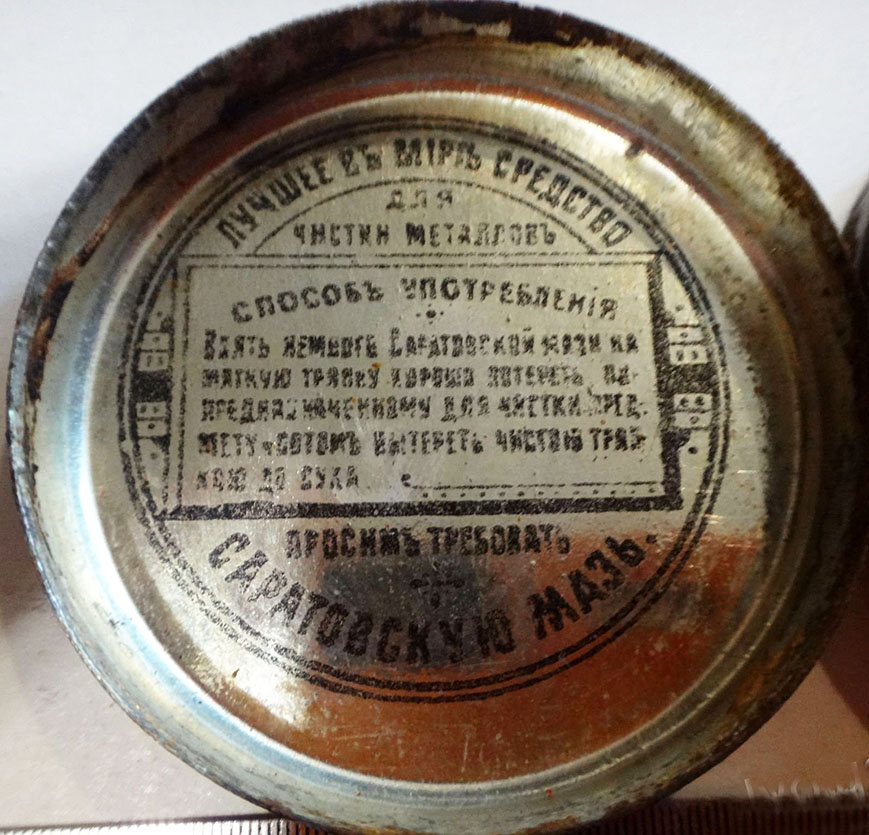 ЛУЧШЕЕ ВЪ МІРѢ СРЕДСТВО
ДЛЯ
ЧИСТКИ МЕТАЛЛОВЪ
СПОСОБЪ УПОТРЕБЛЕНІЯ
ВЗЯТЬ НЕМНОГО САРАТОВСКОЙ МАЗИ НА
МЯГКУЮ ТРЯПКУ ХОРОШО ПОТЕРЕТЬ ПО
ПРЕДНАЗНАЧЕННОМУ ДЛЯ ЧИСТКИ ПРЕД-
МЕТУ ПОТОМЪ ВЫТЕРЕТЬ ЧИСТОЮ ТРЯП-
КОЮ ДО СУХА
ПРОСИМЪ ТРЕБОВАТЬ
САРАТОВСКУЮ МАЗЬ.